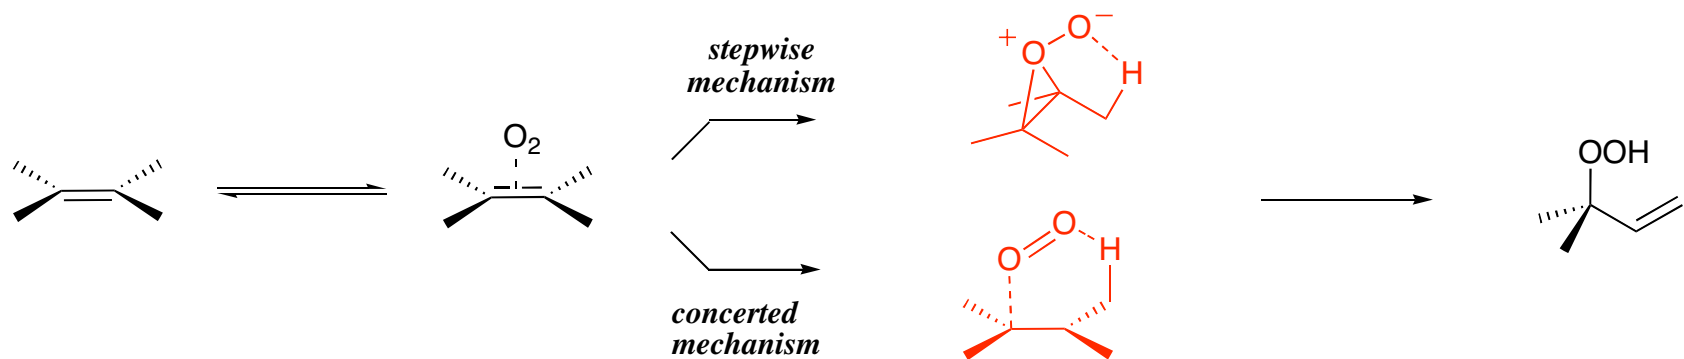 stepwise
mechanism
O2
+
O
O−
H
O
O
H
concerted
mechanism
OOH